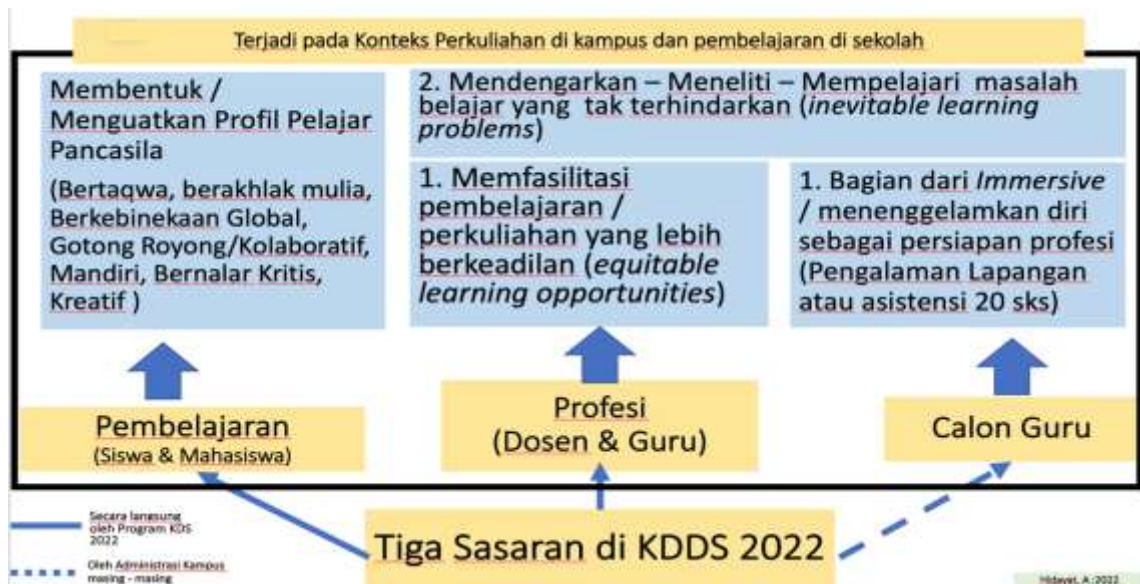 Terjadi pada Konteks Perkuliahan di kampus dan pembelajaran di sekolah
Membentuk /
Menguatkan Profil Pelajar
Pancasila
(Bertaqwa, berakhlak mulia,
Berkebinekaan Global,
Gotong Royong/Kolaboratif,
Mandiri, Bernalar Kritis,
Kreatif )
2. Mendengarkan – Meneliti – Mempelajari masalah
belajar yang tak terhindarkan (inevitable learning
problems)
1. Memfasilitasi
pembelajaran /
perkuliahan yang lebih
berkeadilan (equitable
learning opportunities)
1. Bagian dari Immersive
/ menenggelamkan diri
sebagai persiapan profesi
(Pengalaman Lapangan
atau asistensi 20 sks)
Pembelajaran
(Siswa & Mahasiswa)
Profesi
(Dosen & Guru)
Calon Guru
Tiga Sasaran di KDDS 2022
Secara langsung
oleh Program KDS
2022
Oleh Administrasi Kampus
masing - masing
Hidayat, A :2022